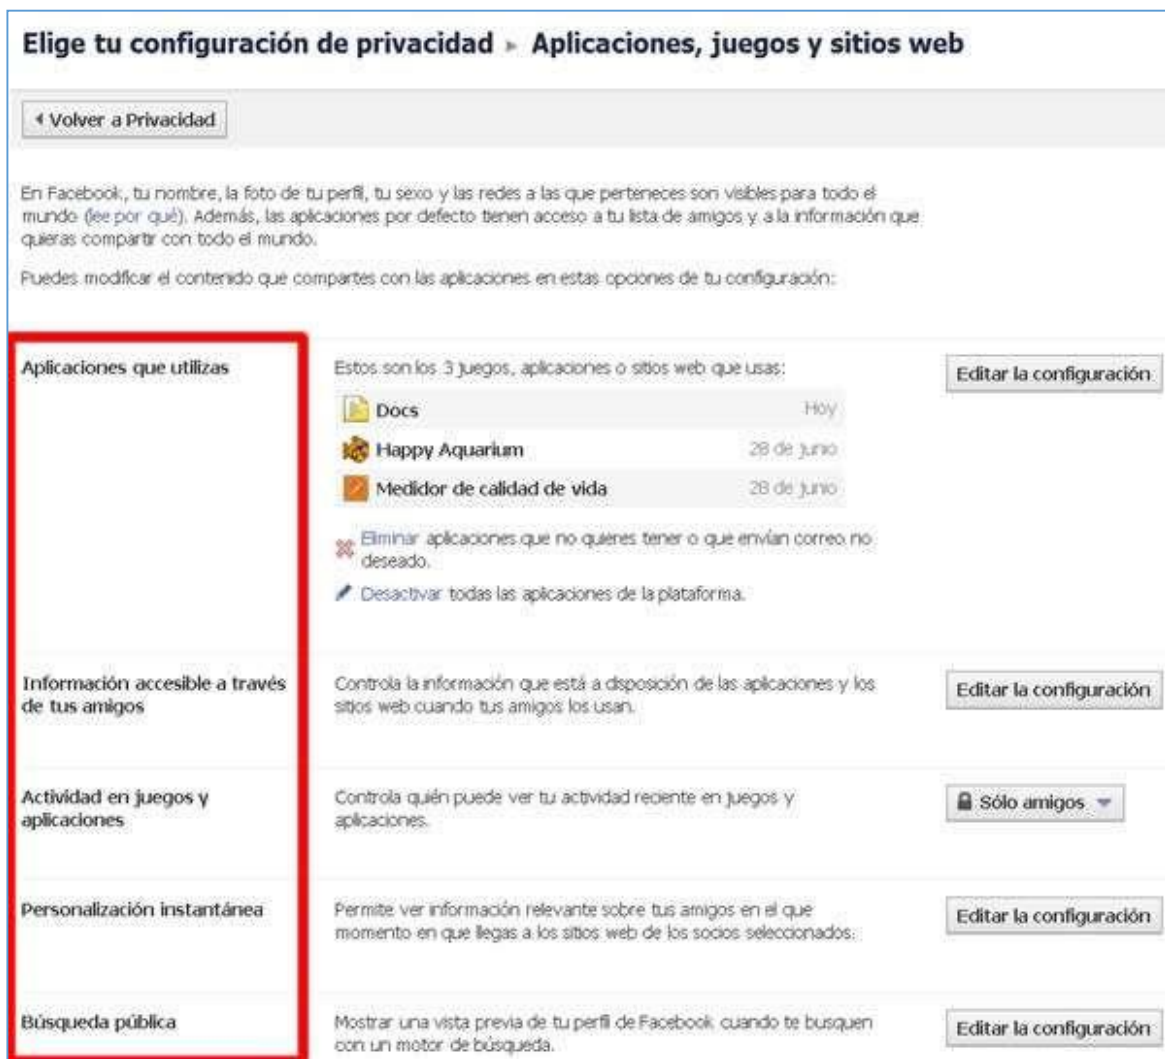 Elige tu configuración de privacidad ► Aplicaciones, juegos y sitios web
Volver a Privacidad
En Facebook, tu nombre, la foto de tu perfil, tu sexo y las redes a las que perteneces son visibles para todo el
mundo (lee por qué). Además, las aplicaciones por defecto tienen acceso a tu lista de amigos y a la información que
quieras compartir con todo el mundo.
Puedes modificar el contenido que compartes con las aplicaciones en estas opciones de tu configuración:
Aplicaciones que utilizas
Estos son los 3 juegos, aplicaciones o sitios web que usas:
Editar la configuración
Docs Hoy
Happy Aquarium 28 de junio
Medidor de calidad de vida 28 de junio
Eliminar aplicaciones que no quieres tener o que envían correo no
deseado.
Desactivar todas las aplicaciones de la plataforma.
Información accesible a través
de tus amigos
Controla la información que está a disposición de las aplicaciones y los
sitios web cuando tus amigos los usan.
Editar la configuración
Actividad en juegos y
aplicaciones
Controla quién puede ver tu actividad reciente en juegos y
aplicaciones.
Sólo amigos
Personalización instantánea
Permite ver información relevante sobre tus amigos en el que
momento en que llegas a los sitios web de los socios seleccionados.
Editar la configuración
Búsqueda pública
Mostrar una vista previa de tu perfil de Facebook cuando te busquen
con un motor de búsqueda.
Editar la configuración